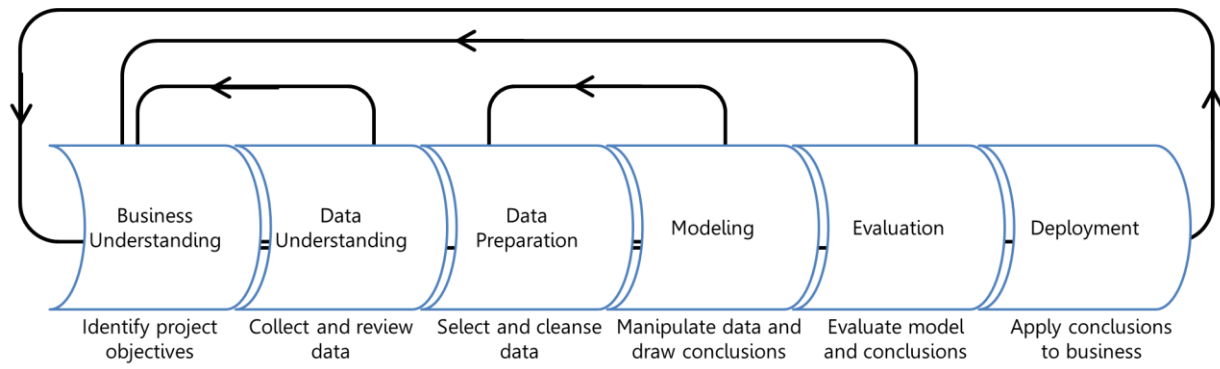 Business
Understanding
Data
Understanding
Data
Preparation
Modeling
Evaluation
Deployment
Identify project
objectives
Collect and review
data
Select and cleanse
data
Manipulate data and
draw conclusions
Evaluate model
and conclusions
Apply conclusions
to business